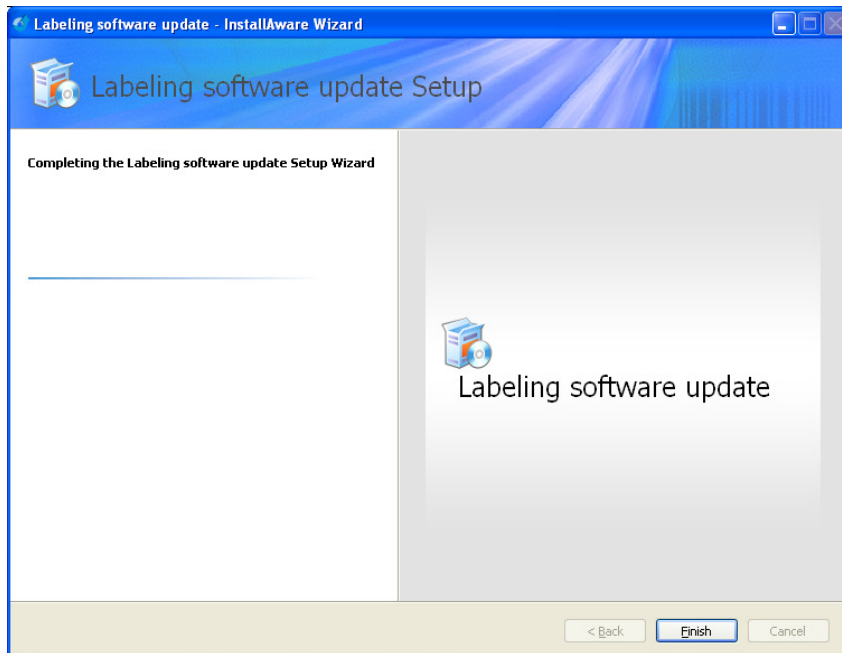 Labeling software update - InstallAware Wizard
Labeling software update Setup
Completing the Labeling software update Setup Wizard
Labeling software update
< Back
Finish
Cancel